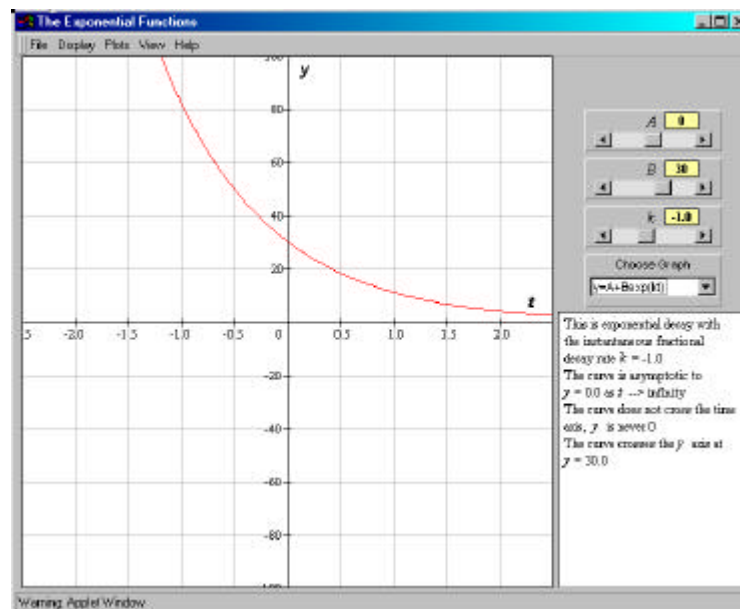 The Exponential Functions
File Display Plots View Help
100
y
80
60
40
20
t
-2.0 -1.5 -1.0 -0.5 0 0.5 1.0 1.5 2.0
-20
-40
-60
-80
-100
A 0
B 30
k -1.0
Choose Graph
y=A+Bexp(kt)
This is exponential decay with
the instantaneous fractional
decay rate k = -1.0
The curve is asymptotic to
y = 0.0 as t --> infinity
The curve does not cross the time
axis, y is never 0
The curve crosses the y axis at
y = 30.0
Warning: Applet Window